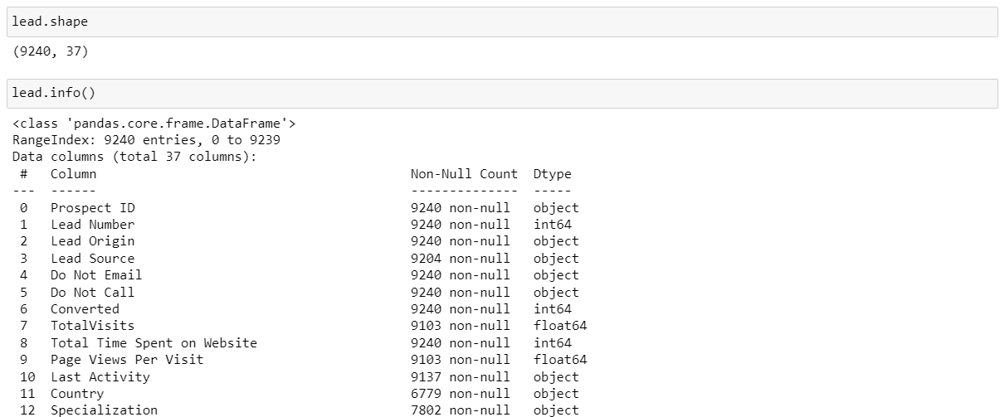 lead.shape
(9240, 37)
lead.info()
<class 'pandas.core.frame.DataFrame'>
RangeIndex: 9240 entries, 0 to 9239
Data columns (total 37 columns):
 #   Column                                         Non-Null Count  Dtype
---  ------                                         --------------  -----
 0   Prospect ID                                    9240 non-null   object
 1   Lead Number                                    9240 non-null   int64
 2   Lead Origin                                    9240 non-null   object
 3   Lead Source                                    9204 non-null   object
 4   Do Not Email                                   9240 non-null   object
 5   Do Not Call                                    9240 non-null   object
 6   Converted                                      9240 non-null   int64
 7   TotalVisits                                    9103 non-null   float64
 8   Total Time Spent on Website                    9240 non-null   int64
 9   Page Views Per Visit                           9103 non-null   float64
 10  Last Activity                                  9137 non-null   object
 11  Country                                        6779 non-null   object
 12  Specialization                                 7802 non-null   object